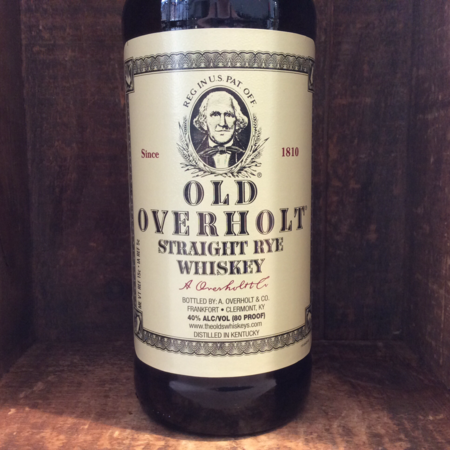 REG IN U.S. PAT. OFF.
®
Since 1810
OLD
OVERHOLT
STRAIGHT RYE
WHISKEY
A. Overholt & Co.
BOTTLED BY: A. OVERHOLT & CO.
FRANKFORT • CLERMONT, KY
40% ALC/VOL (80 PROOF)
www.theoldswhiskeys.com
DISTILLED IN KENTUCKY